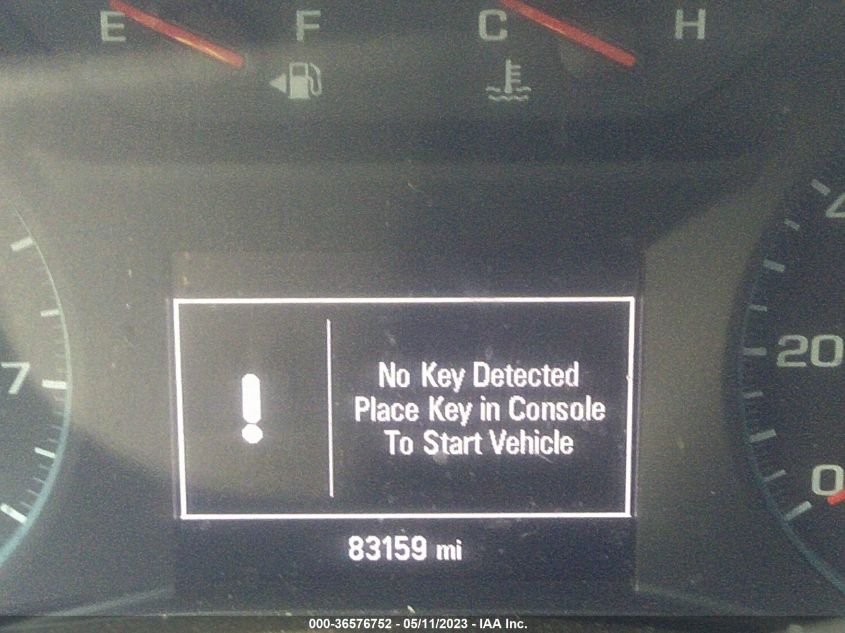 E F C H
7
20
0
No Key Detected
Place Key in Console
To Start Vehicle
83159 mi
000-36576752 - 05/11/2023 - IAA Inc.